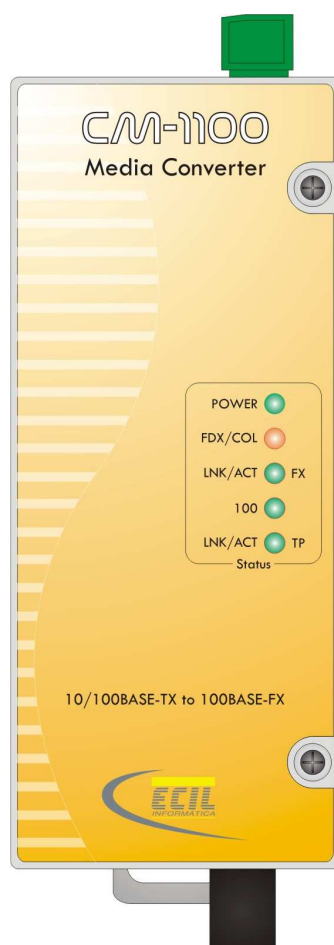 CM-1100
Media Converter
POWER
FDX/COL
LNK/ACT FX
100
LNK/ACT TP
Status
10/100BASE-TX to 100BASE-FX
ECIL
INFORMÁTICA